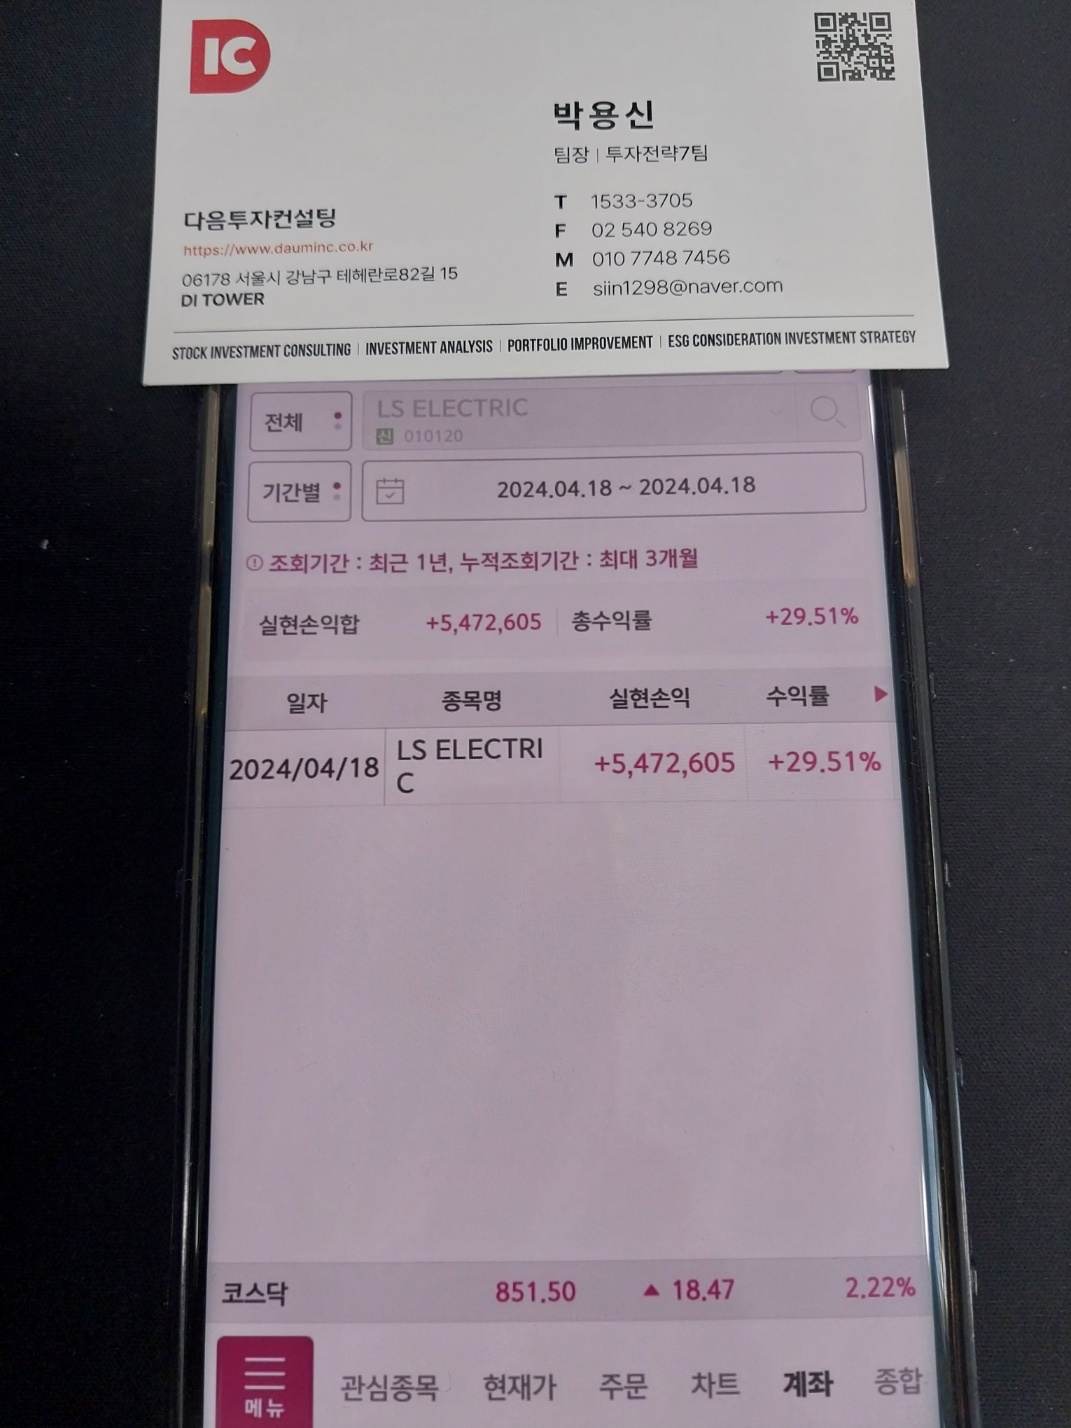 IC
박용신
팀장 | 투자전략7팀
다음투자컨설팅
https://www.dauminc.co.kr
06178 서울시 강남구 테헤란로82길 15
DI TOWER
T 1533-3705
F 02 540 8269
M 010 7748 7456
E siin1298@naver.com
STOCK INVESTMENT CONSULTING | INVESTMENT ANALYSIS | PORTFOLIO IMPROVEMENT | ESG CONSIDERATION INVESTMENT STRATEGY
전체 LS ELECTRIC
신 010120
기간별 2024.04.18 ~ 2024.04.18
조회기간 : 최근 1년, 누적조회기간 : 최대 3개월
실현손익합 +5,472,605 총수익률 +29.51%
일자 종목명 실현손익 수익률
2024/04/18 LS ELECTRI +5,472,605 +29.51%
C
코스닥 851.50 ▲ 18.47 2.22%
메뉴 관심종목 현재가 주문 차트 계좌 종합